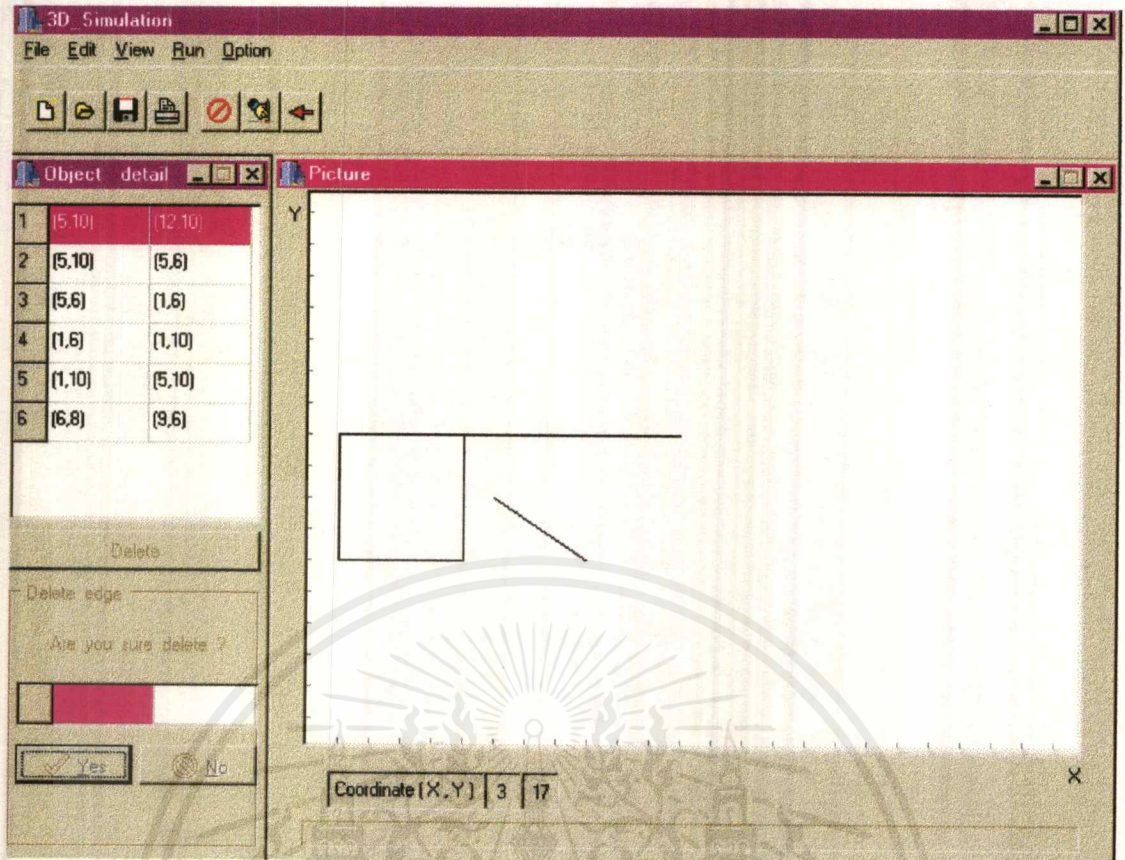 3D_Simulation
File Edit View Run Option
Object detail
Picture
1 (5,10) (12,10)
2 (5,10) (5,6)
3 (5,6) (1,6)
4 (1,6) (1,10)
5 (1,10) (5,10)
6 (6,8) (9,6)
Delete
Delete edge
Are you sure delete ?
Yes No
Y
X
Coordinate (X,Y) 3 17